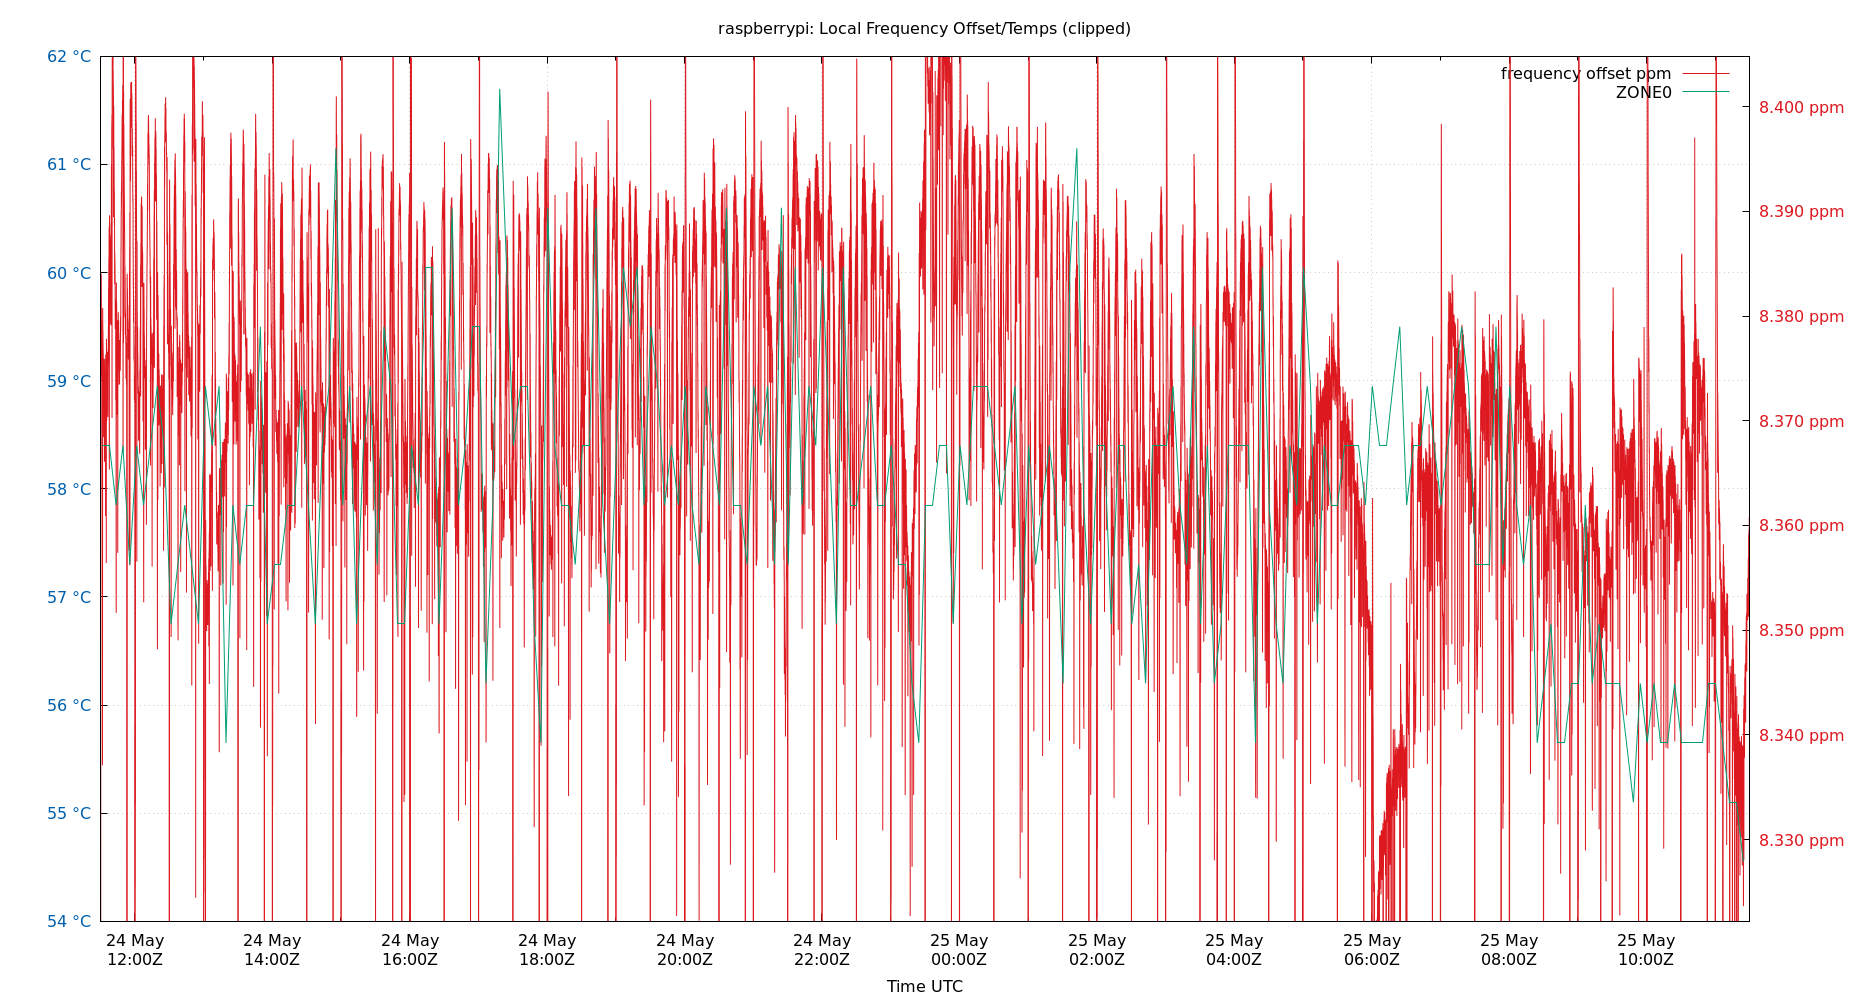 raspberrypi: Local Frequency Offset/Temps (clipped)
62 °C
61 °C
60 °C
59 °C
58 °C
57 °C
56 °C
55 °C
54 °C
frequency offset ppm
ZONE0
8.400 ppm
8.390 ppm
8.380 ppm
8.370 ppm
8.360 ppm
8.350 ppm
8.340 ppm
8.330 ppm
24 May
12:00Z
24 May
14:00Z
24 May
16:00Z
24 May
18:00Z
24 May
20:00Z
24 May
22:00Z
25 May
00:00Z
25 May
02:00Z
25 May
04:00Z
25 May
06:00Z
25 May
08:00Z
25 May
10:00Z
Time UTC